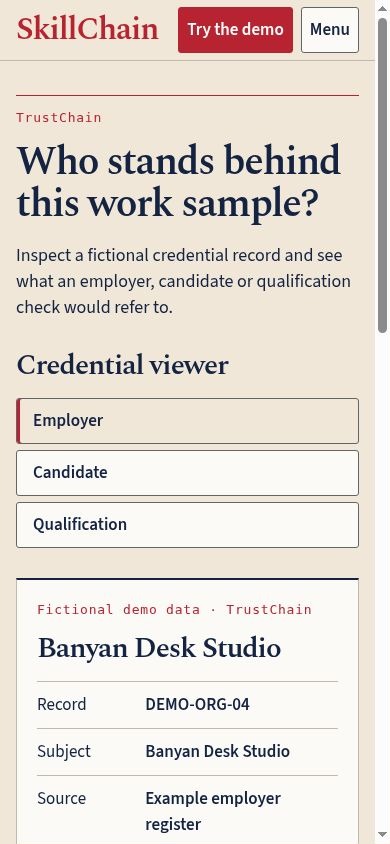 SkillChain
Try the demo
Menu
TrustChain
Who stands behind
this work sample?
Inspect a fictional credential record and see
what an employer, candidate or qualification
check would refer to.
Credential viewer
Employer
Candidate
Qualification
Fictional demo data · TrustChain
Banyan Desk Studio
Record DEMO-ORG-04
Subject Banyan Desk Studio
Source Example employer
register